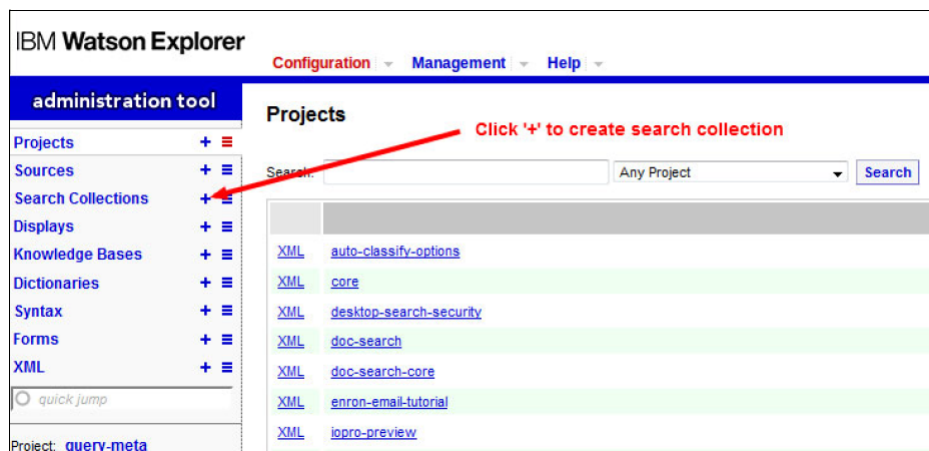 IBM Watson Explorer
Configuration Management Help
administration tool
Projects
Click '+' to create search collection
Projects + ≡
Sources + ≡
Search: Any Project Search
Search Collections + ≡
Displays + ≡
Knowledge Bases + ≡
Dictionaries + ≡
Syntax + ≡
Forms + ≡
XML + ≡
quick jump
Project: query-meta
XML auto-classify-options
XML core
XML desktop-search-security
XML doc-search
XML doc-search-core
XML enron-email-tutorial
XML iopro-preview